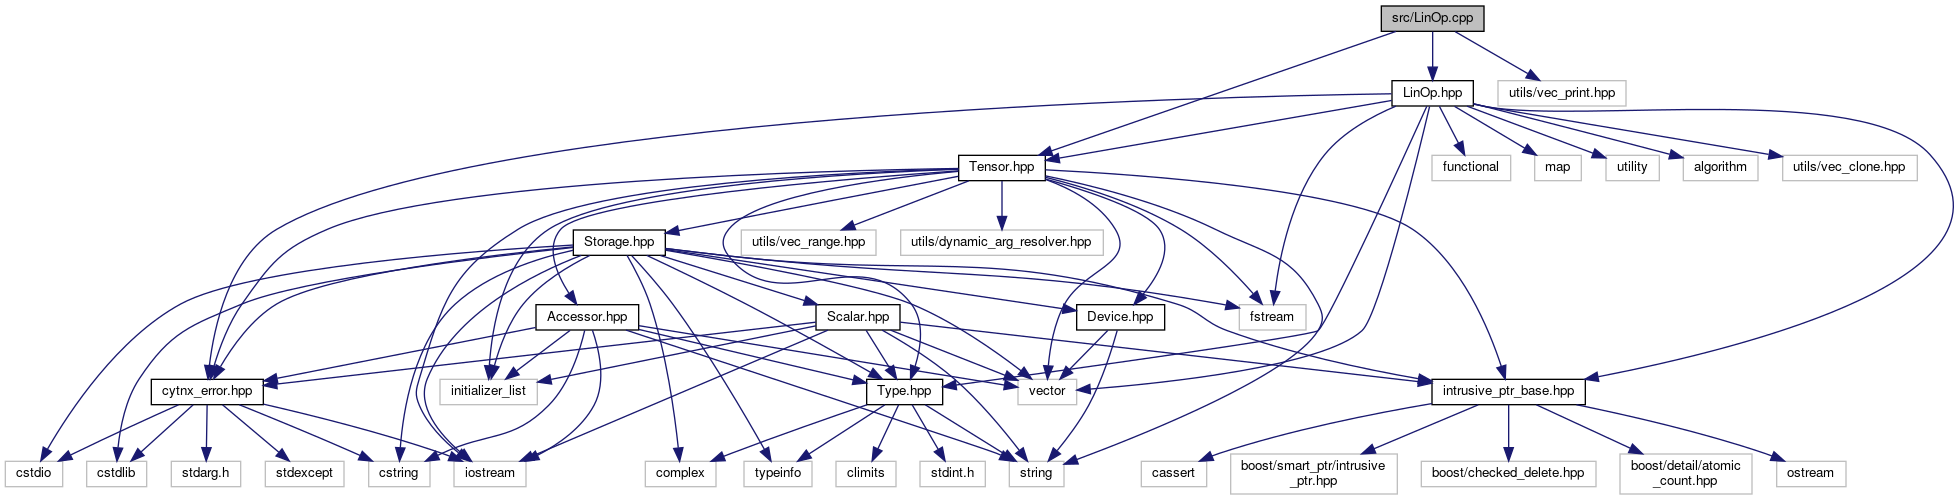 src/LinOp.cpp
LinOp.hpp
utils/vec_print.hpp
Tensor.hpp
functional
map
utility
algorithm
utils/vec_clone.hpp
Storage.hpp
utils/vec_range.hpp
utils/dynamic_arg_resolver.hpp
Accessor.hpp
Scalar.hpp
Device.hpp
fstream
cytnx_error.hpp
initializer_list
Type.hpp
vector
intrusive_ptr_base.hpp
cstdio
cstdlib
stdarg.h
stdexcept
cstring
iostream
complex
typeinfo
climits
stdint.h
string
cassert
boost/smart_ptr/intrusive
_ptr.hpp
boost/checked_delete.hpp
boost/detail/atomic
_count.hpp
ostream